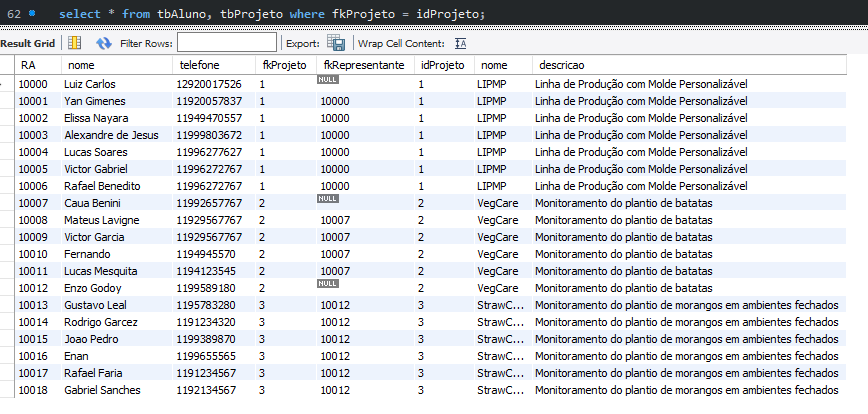 62 select * from tbAluno, tbProjeto where fkProjeto = idProjeto;
Result Grid Filter Rows: Export: Wrap Cell Content: IA
RA nome telefone fkProjeto fkRepresentante idProjeto nome descricao
10000 Luiz Carlos 12920017526 1 NULL 1 LIPMP Linha de Produção com Molde Personalizável
10001 Yan Gimenes 11920057837 1 10000 1 LIPMP Linha de Produção com Molde Personalizável
10002 Elissa Nayara 11949470557 1 10000 1 LIPMP Linha de Produção com Molde Personalizável
10003 Alexandre de Jesus 11999803672 1 10000 1 LIPMP Linha de Produção com Molde Personalizável
10004 Lucas Soares 11996277627 1 10000 1 LIPMP Linha de Produção com Molde Personalizável
10005 Victor Gabriel 11996272767 1 10000 1 LIPMP Linha de Produção com Molde Personalizável
10006 Rafael Benedito 11996272767 1 10000 1 LIPMP Linha de Produção com Molde Personalizável
10007 Caua Benini 11992657767 2 NULL 2 VegCare Monitoramento do plantio de batatas
10008 Mateus Lavigne 11929567767 2 10007 2 VegCare Monitoramento do plantio de batatas
10009 Victor Garcia 11929567767 2 10007 2 VegCare Monitoramento do plantio de batatas
10010 Fernando 1194945570 2 10007 2 VegCare Monitoramento do plantio de batatas
10011 Lucas Mesquita 1194123545 2 10007 2 VegCare Monitoramento do plantio de batatas
10012 Enzo Godoy 1199589180 2 NULL 2 VegCare Monitoramento do plantio de batatas
10013 Gustavo Leal 1195783280 3 10012 3 StrawC... Monitoramento do plantio de morangos em ambientes fechados
10014 Rodrigo Garcez 1191234320 3 10012 3 StrawC... Monitoramento do plantio de morangos em ambientes fechados
10015 Joao Pedro 1199389870 3 10012 3 StrawC... Monitoramento do plantio de morangos em ambientes fechados
10016 Enan 1199655565 3 10012 3 StrawC... Monitoramento do plantio de morangos em ambientes fechados
10017 Rafael Faria 1191234567 3 10012 3 StrawC... Monitoramento do plantio de morangos em ambientes fechados
10018 Gabriel Sanches 1192134567 3 10012 3 StrawC... Monitoramento do plantio de morangos em ambientes fechados